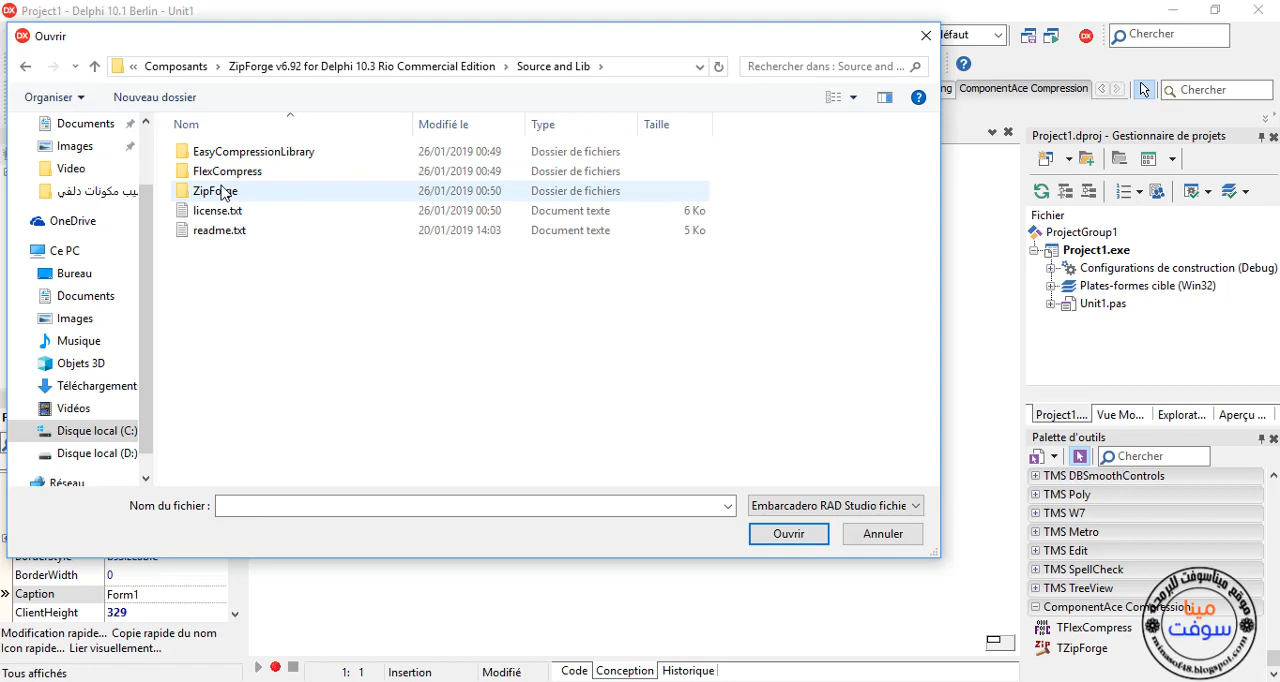 Project1 - Delphi 10.1 Berlin - Unit1
Ouvrir
Composants › ZipForge v6.92 for Delphi 10.3 Rio Commercial Edition › Source and Lib ›
Rechercher dans : Source and ...
éfaut
Chercher
Organiser
Nouveau dossier
ComponentAce Compression
Chercher
Nom
Modifié le
Type
Taille
EasyCompressionLibrary 26/01/2019 00:49 Dossier de fichiers
FlexCompress 26/01/2019 00:49 Dossier de fichiers
ZipForge 26/01/2019 00:50 Dossier de fichiers
license.txt 26/01/2019 00:50 Document texte 6 Ko
readme.txt 20/01/2019 14:03 Document texte 5 Ko
Documents
Images
Video
يب مكونات دلفي
OneDrive
Ce PC
Bureau
Documents
Images
Musique
Objets 3D
Téléchargement
Vidéos
Disque local (C:)
Disque local (D:)
Réseau
Nom du fichier :
Embarcadero RAD Studio fichie
Ouvrir
Annuler
Project1.dproj - Gestionnaire de projets
Fichier
ProjectGroup1
Project1.exe
Configurations de construction (Debug)
Plates-formes cible (Win32)
Unit1.pas
Project1....
Vue Mo...
Explorat...
Aperçu ...
Palette d'outils
Chercher
TMS DBSmoothControls
TMS Poly
TMS W7
TMS Metro
TMS Edit
TMS SpellCheck
TMS TreeView
ComponentAce Compression
TFlexCompress
TZipForge
BorderWidth 0
Caption Form1
ClientHeight 329
Modification rapide... Copie rapide du nom
Icon rapide... Lier visuellement...
Tous affichés
1: 1
Insertion
Modifié
Code
Conception
Historique
موقع ميناسوفت للبرمجة
مينا
سوفت
minasof48.blogspot.com